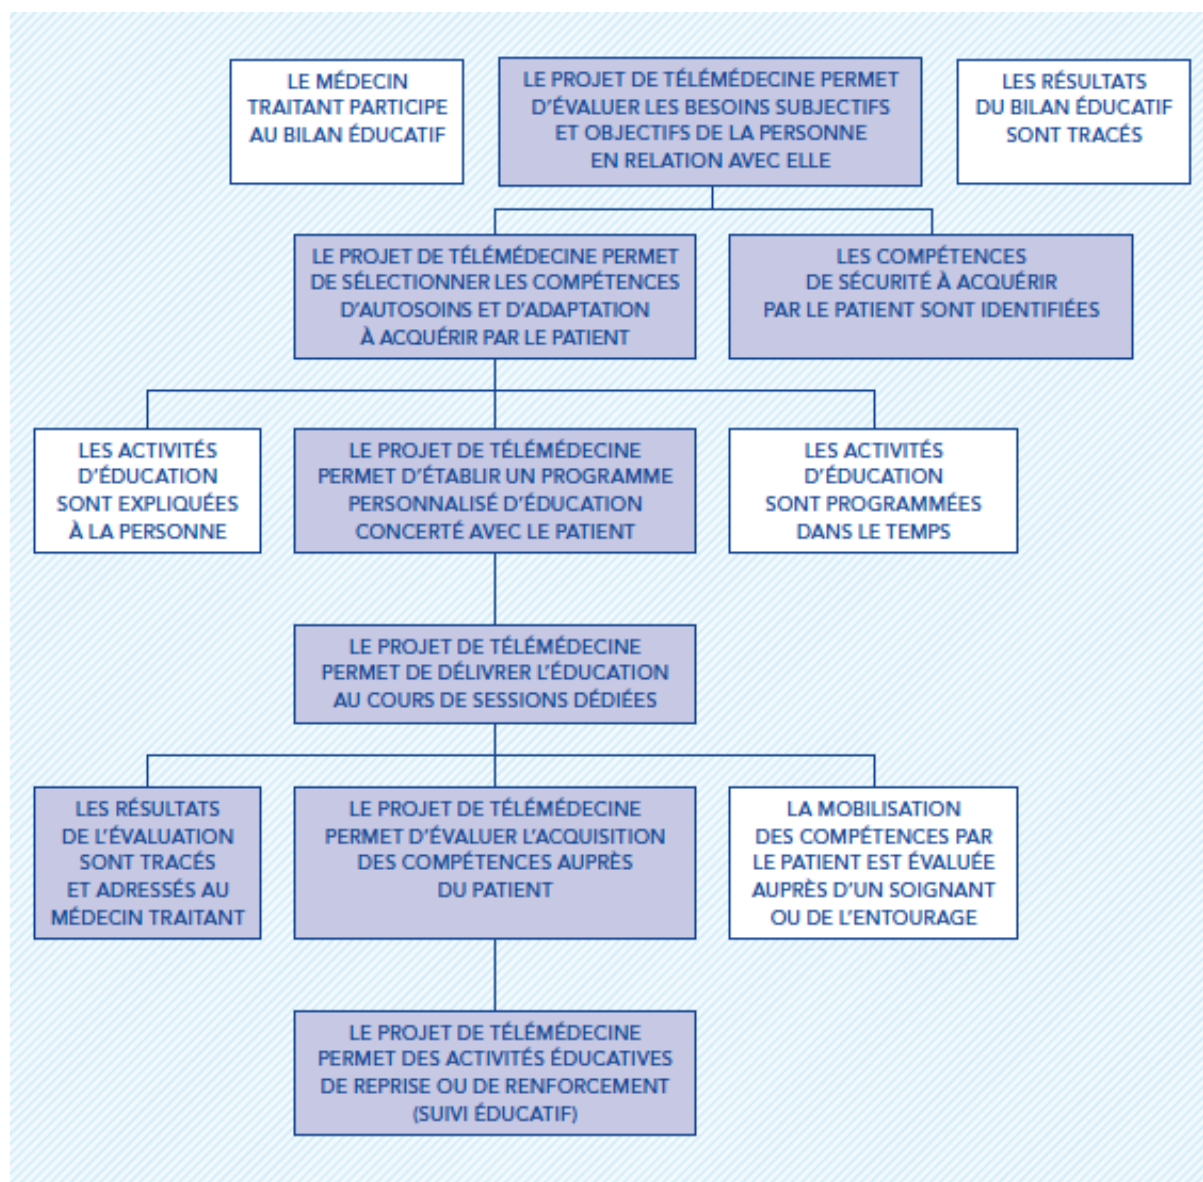 LE MÉDECIN
TRAITANT PARTICIPE
AU BILAN ÉDUCATIF
LE PROJET DE TÉLÉMÉDECINE PERMET
D'ÉVALUER LES BESOINS SUBJECTIFS
ET OBJECTIFS DE LA PERSONNE
EN RELATION AVEC ELLE
LES RÉSULTATS
DU BILAN ÉDUCATIF
SONT TRACÉS
LE PROJET DE TÉLÉMÉDECINE PERMET
DE SÉLECTIONNER LES COMPÉTENCES
D'AUTOSOINS ET D'ADAPTATION
À ACQUÉRIR PAR LE PATIENT
LES COMPÉTENCES
DE SÉCURITÉ À ACQUÉRIR
PAR LE PATIENT SONT IDENTIFIÉES
LES ACTIVITÉS
D'ÉDUCATION
SONT EXPLIQUÉES
À LA PERSONNE
LE PROJET DE TÉLÉMÉDECINE
PERMET D'ÉTABLIR UN PROGRAMME
PERSONNALISÉ D'ÉDUCATION
CONCERTÉ AVEC LE PATIENT
LES ACTIVITÉS
D'ÉDUCATION
SONT PROGRAMMÉES
DANS LE TEMPS
LE PROJET DE TÉLÉMÉDECINE
PERMET DE DÉLIVRER L'ÉDUCATION
AU COURS DE SESSIONS DÉDIÉES
LES RÉSULTATS
DE L'ÉVALUATION
SONT TRACÉS
ET ADRESSÉS AU
MÉDECIN TRAITANT
LE PROJET DE TÉLÉMÉDECINE
PERMET D'ÉVALUER L'ACQUISITION
DES COMPÉTENCES AUPRÈS
DU PATIENT
LA MOBILISATION
DES COMPÉTENCES PAR
LE PATIENT EST ÉVALUÉE
AUPRÈS D'UN SOIGNANT
OU DE L'ENTOURAGE
LE PROJET DE TÉLÉMÉDECINE
PERMET DES ACTIVITÉS ÉDUCATIVES
DE REPRISE OU DE RENFORCEMENT
(SUIVI ÉDUCATIF)